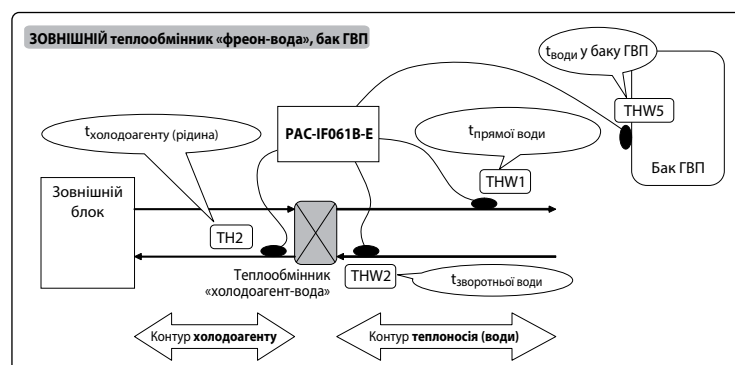 ЗОВНІШНІЙ теплообмінник «фреон-вода», бак ГВП
tводи у баку ГВП
THW5
Бак ГВП
PAC-IF061B-E
tхолодоагенту (рідина)
tпрямої води
THW1
Зовнішній
блок
TH2
Теплообмінник
«холодоагент-вода»
THW2
tзворотньої води
Контур холодоагенту
Контур теплоносія (води)